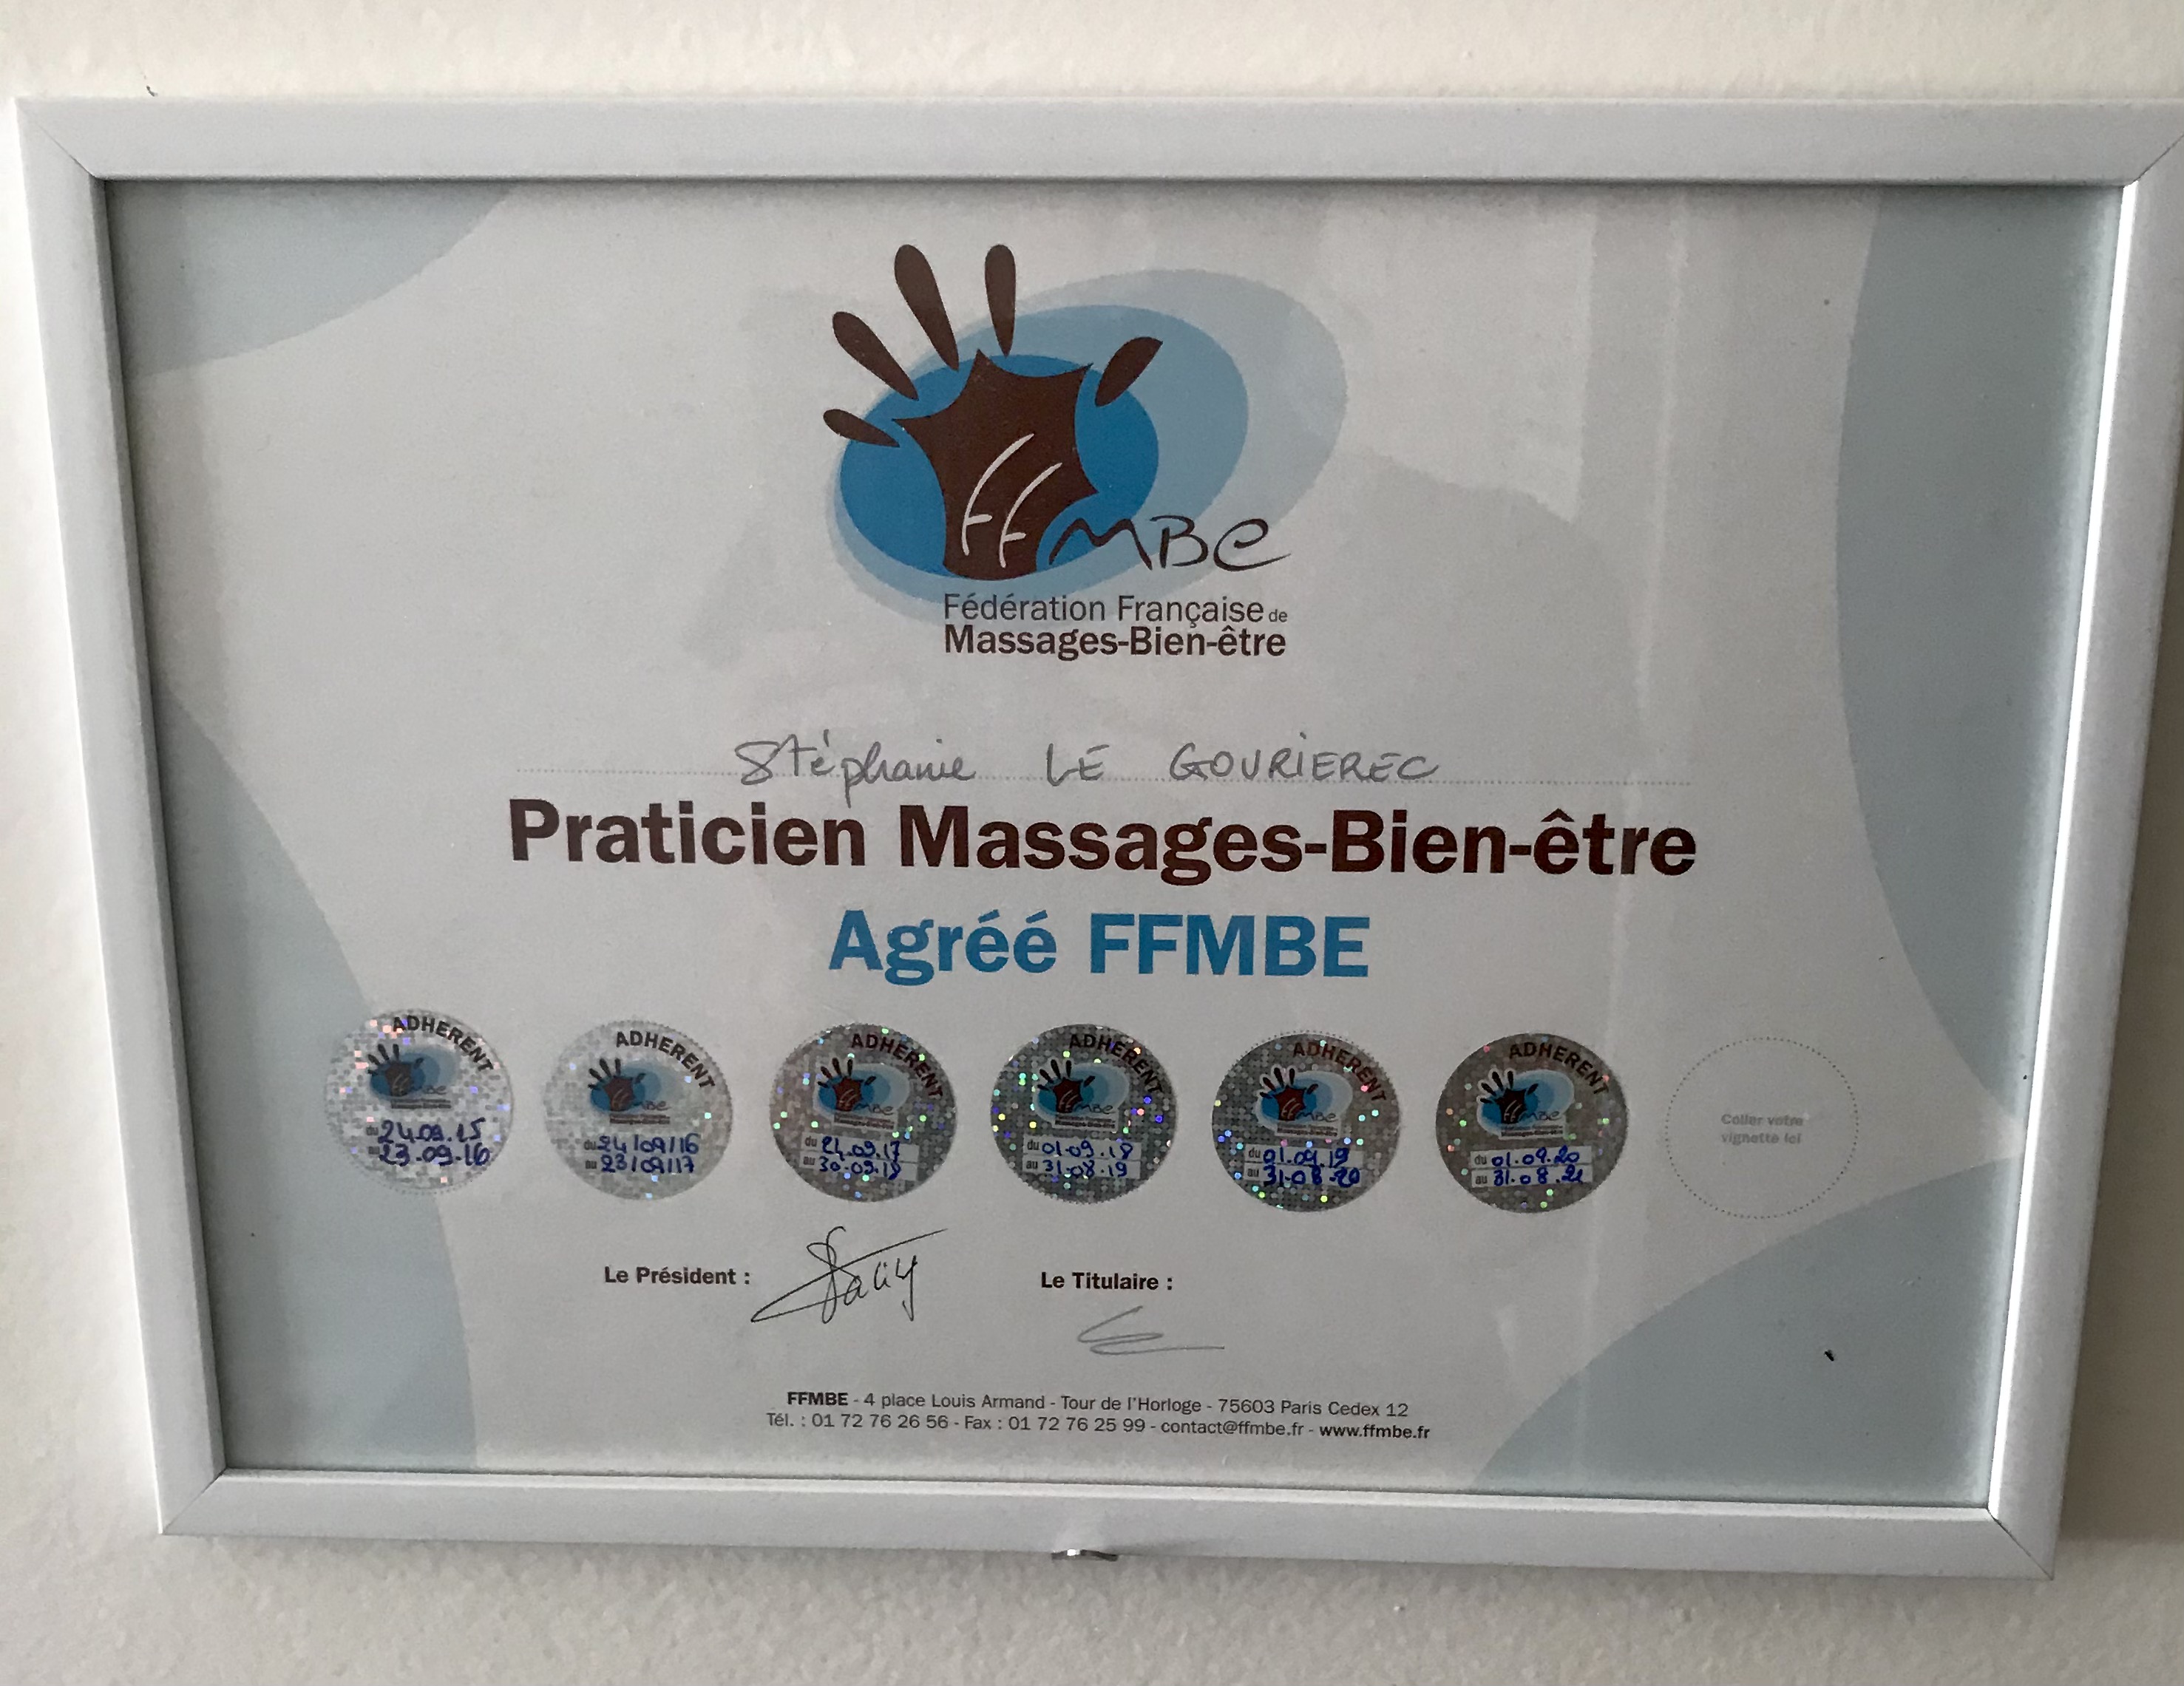 FFMBE
Fédération Française de
Massages-Bien-être
Stéphanie LE GOURIEREC
Praticien Massages-Bien-être
Agréé FFMBE
ADHERENT
du 24.09.15
au 23.09.16
ADHERENT
du 24/09/16
au 23/09/17
ADHERENT
du 24.09.17
au 30.09.18
ADHERENT
du 01.09.18
au 31.08.19
ADHERENT
du 01.09.19
au 31.08.20
ADHERENT
du 01.09.20
au 31.08.21
Coller votre
vignette ici
Le Président :
Le Titulaire :
FFMBE - 4 place Louis Armand - Tour de l'Horloge - 75603 Paris Cedex 12
Tél. : 01 72 76 26 56 - Fax : 01 72 76 25 99 - contact@ffmbe.fr - www.ffmbe.fr